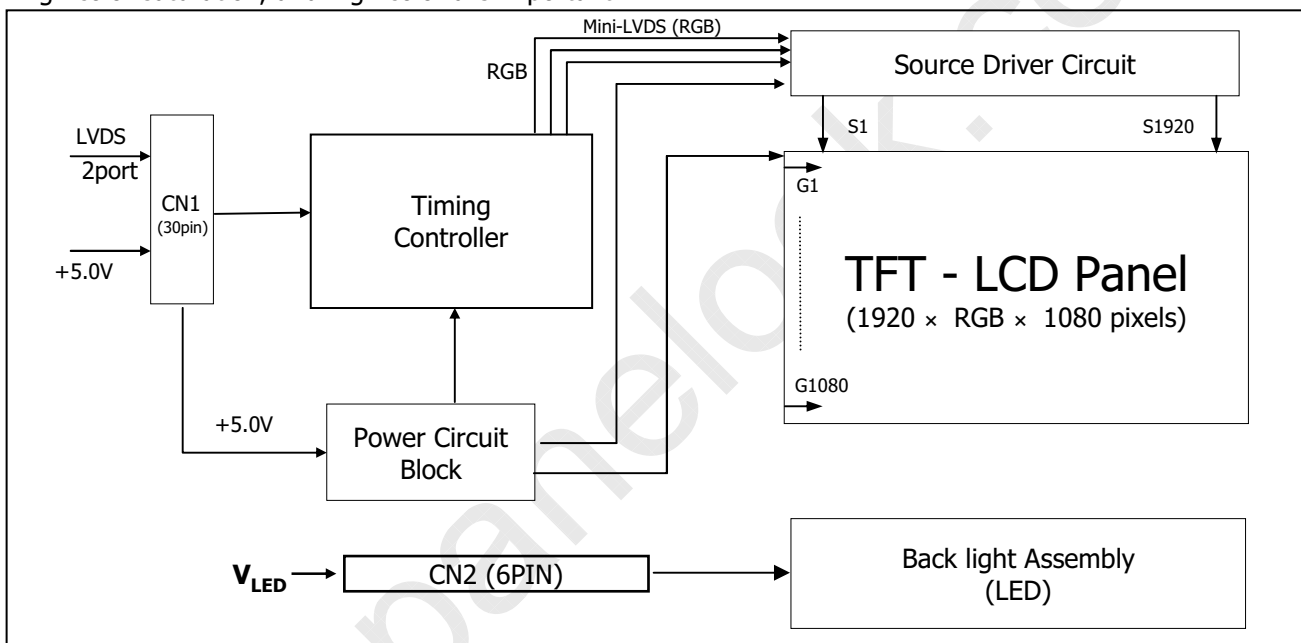 Mini-LVDS (RGB)
RGB
Source Driver Circuit
S1
S1920
LVDS
2port
CN1
(30pin)
+5.0V
Timing
Controller
G1
TFT - LCD Panel
(1920 × RGB × 1080 pixels)
G1080
+5.0V
Power Circuit
Block
V_LED
CN2 (6PIN)
Back light Assembly
(LED)